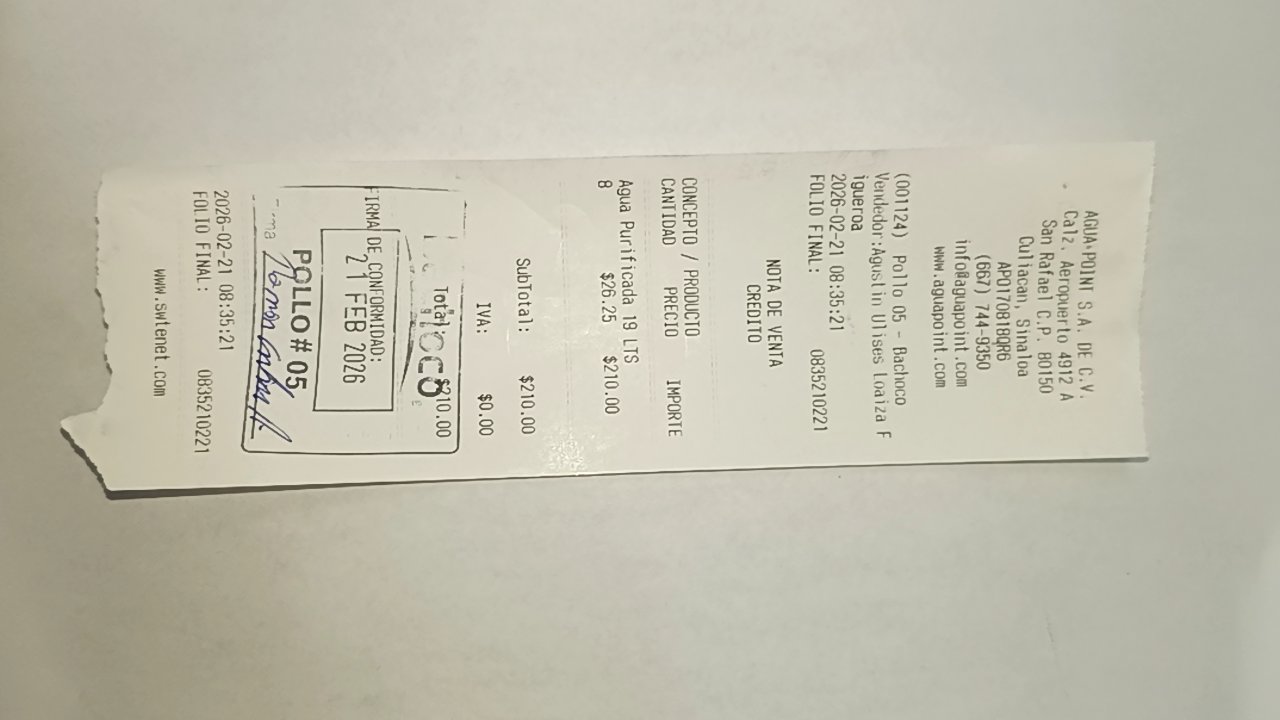 AGUA&POINT S.A. DE C.V.
Calz. Aeropuerto 4912 A
San Rafael C.P. 80150
Culiacan, Sinaloa
APO170818QR6
(667) 744-9350
info@aguapoint.com
www.aguapoint.com
(001124) Pollo 05 - Bachoco
Vendedor:Agustin Ulises Loaiza F
igueroa
2026-02-21 08:35:21
FOLIO FINAL: 0835210221
NOTA DE VENTA
CREDITO
CONCEPTO / PRODUCTO
CANTIDAD PRECIO IMPORTE
Agua Purificada 19 LTS
8 $26.25 $210.00
SubTotal: $210.00
IVA: $0.00
Total: $210.00
FIRMA DE CONFORMIDAD:
21 FEB 2026
POLLO # 05
2026-02-21 08:35:21
FOLIO FINAL: 0835210221
www.swtenet.com